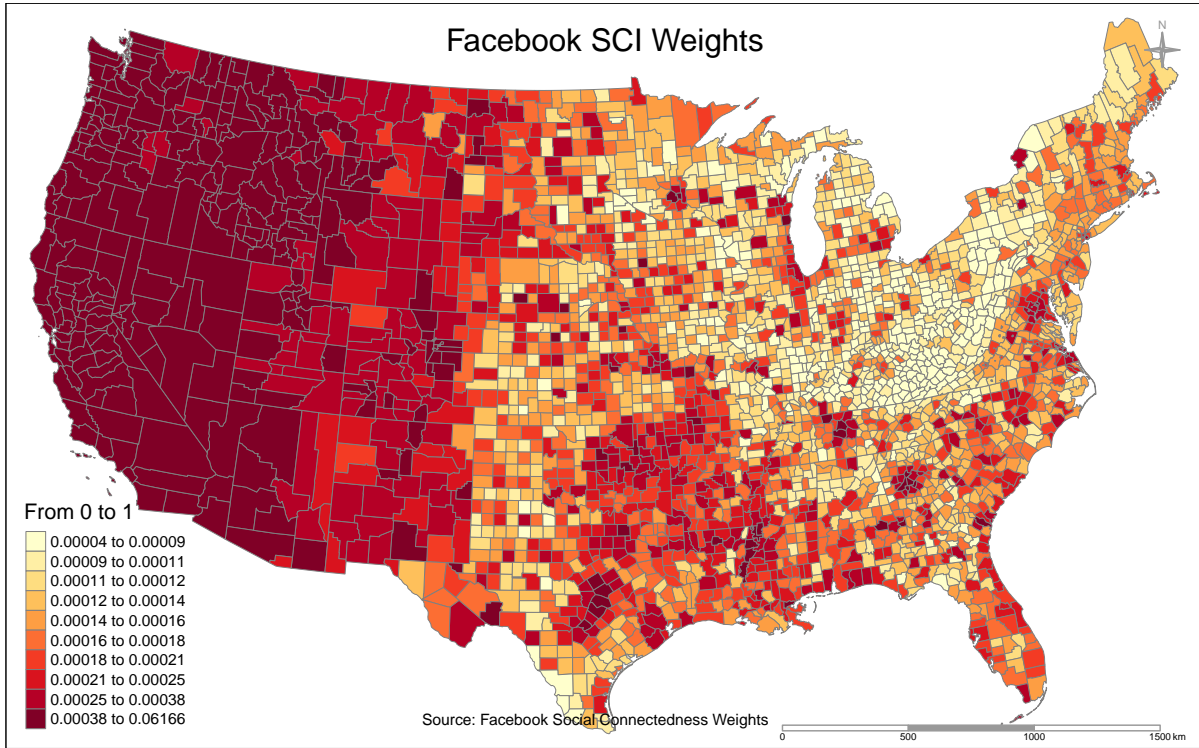 Facebook SCI Weights
N
From 0 to 1
0.00004 to 0.00009
0.00009 to 0.00011
0.00011 to 0.00012
0.00012 to 0.00014
0.00014 to 0.00016
0.00016 to 0.00018
0.00018 to 0.00021
0.00021 to 0.00025
0.00025 to 0.00038
0.00038 to 0.06166
Source: Facebook Social Connectedness Weights
0 500 1000 1500 km